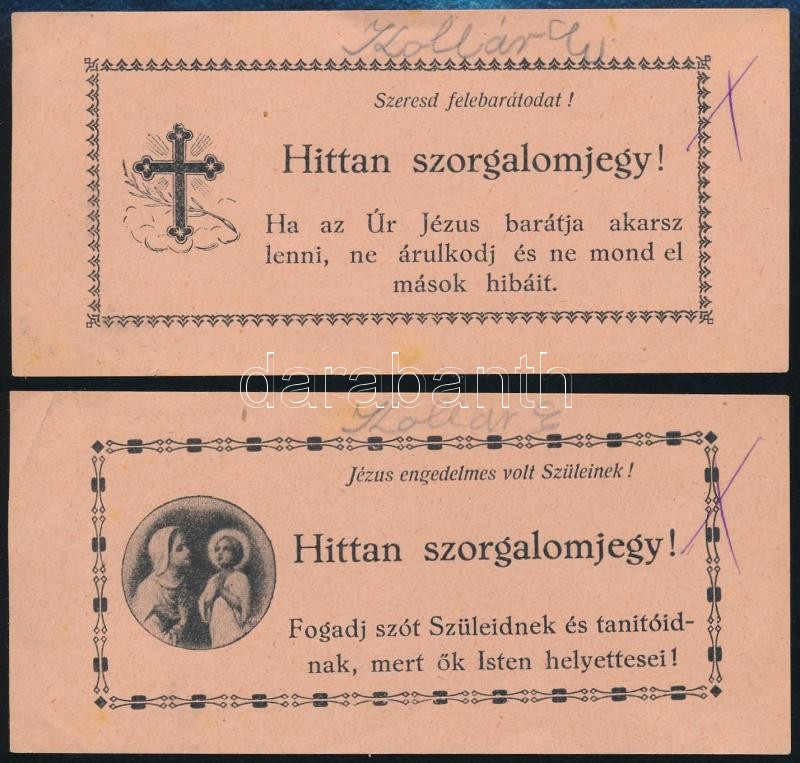 Kollár
Szeresd felebarátodat !
Hittan szorgalomjegy!
Ha az Úr Jézus barátja akarsz
lenni, ne árulkodj és ne mond el
mások hibáit.
darabanth
Kollár
Jézus engedelmes volt Szüleinek !
Hittan szorgalomjegy!
Fogadj szót Szüleidnek és tanitóid-
nak, mert ők Isten helyettesei !